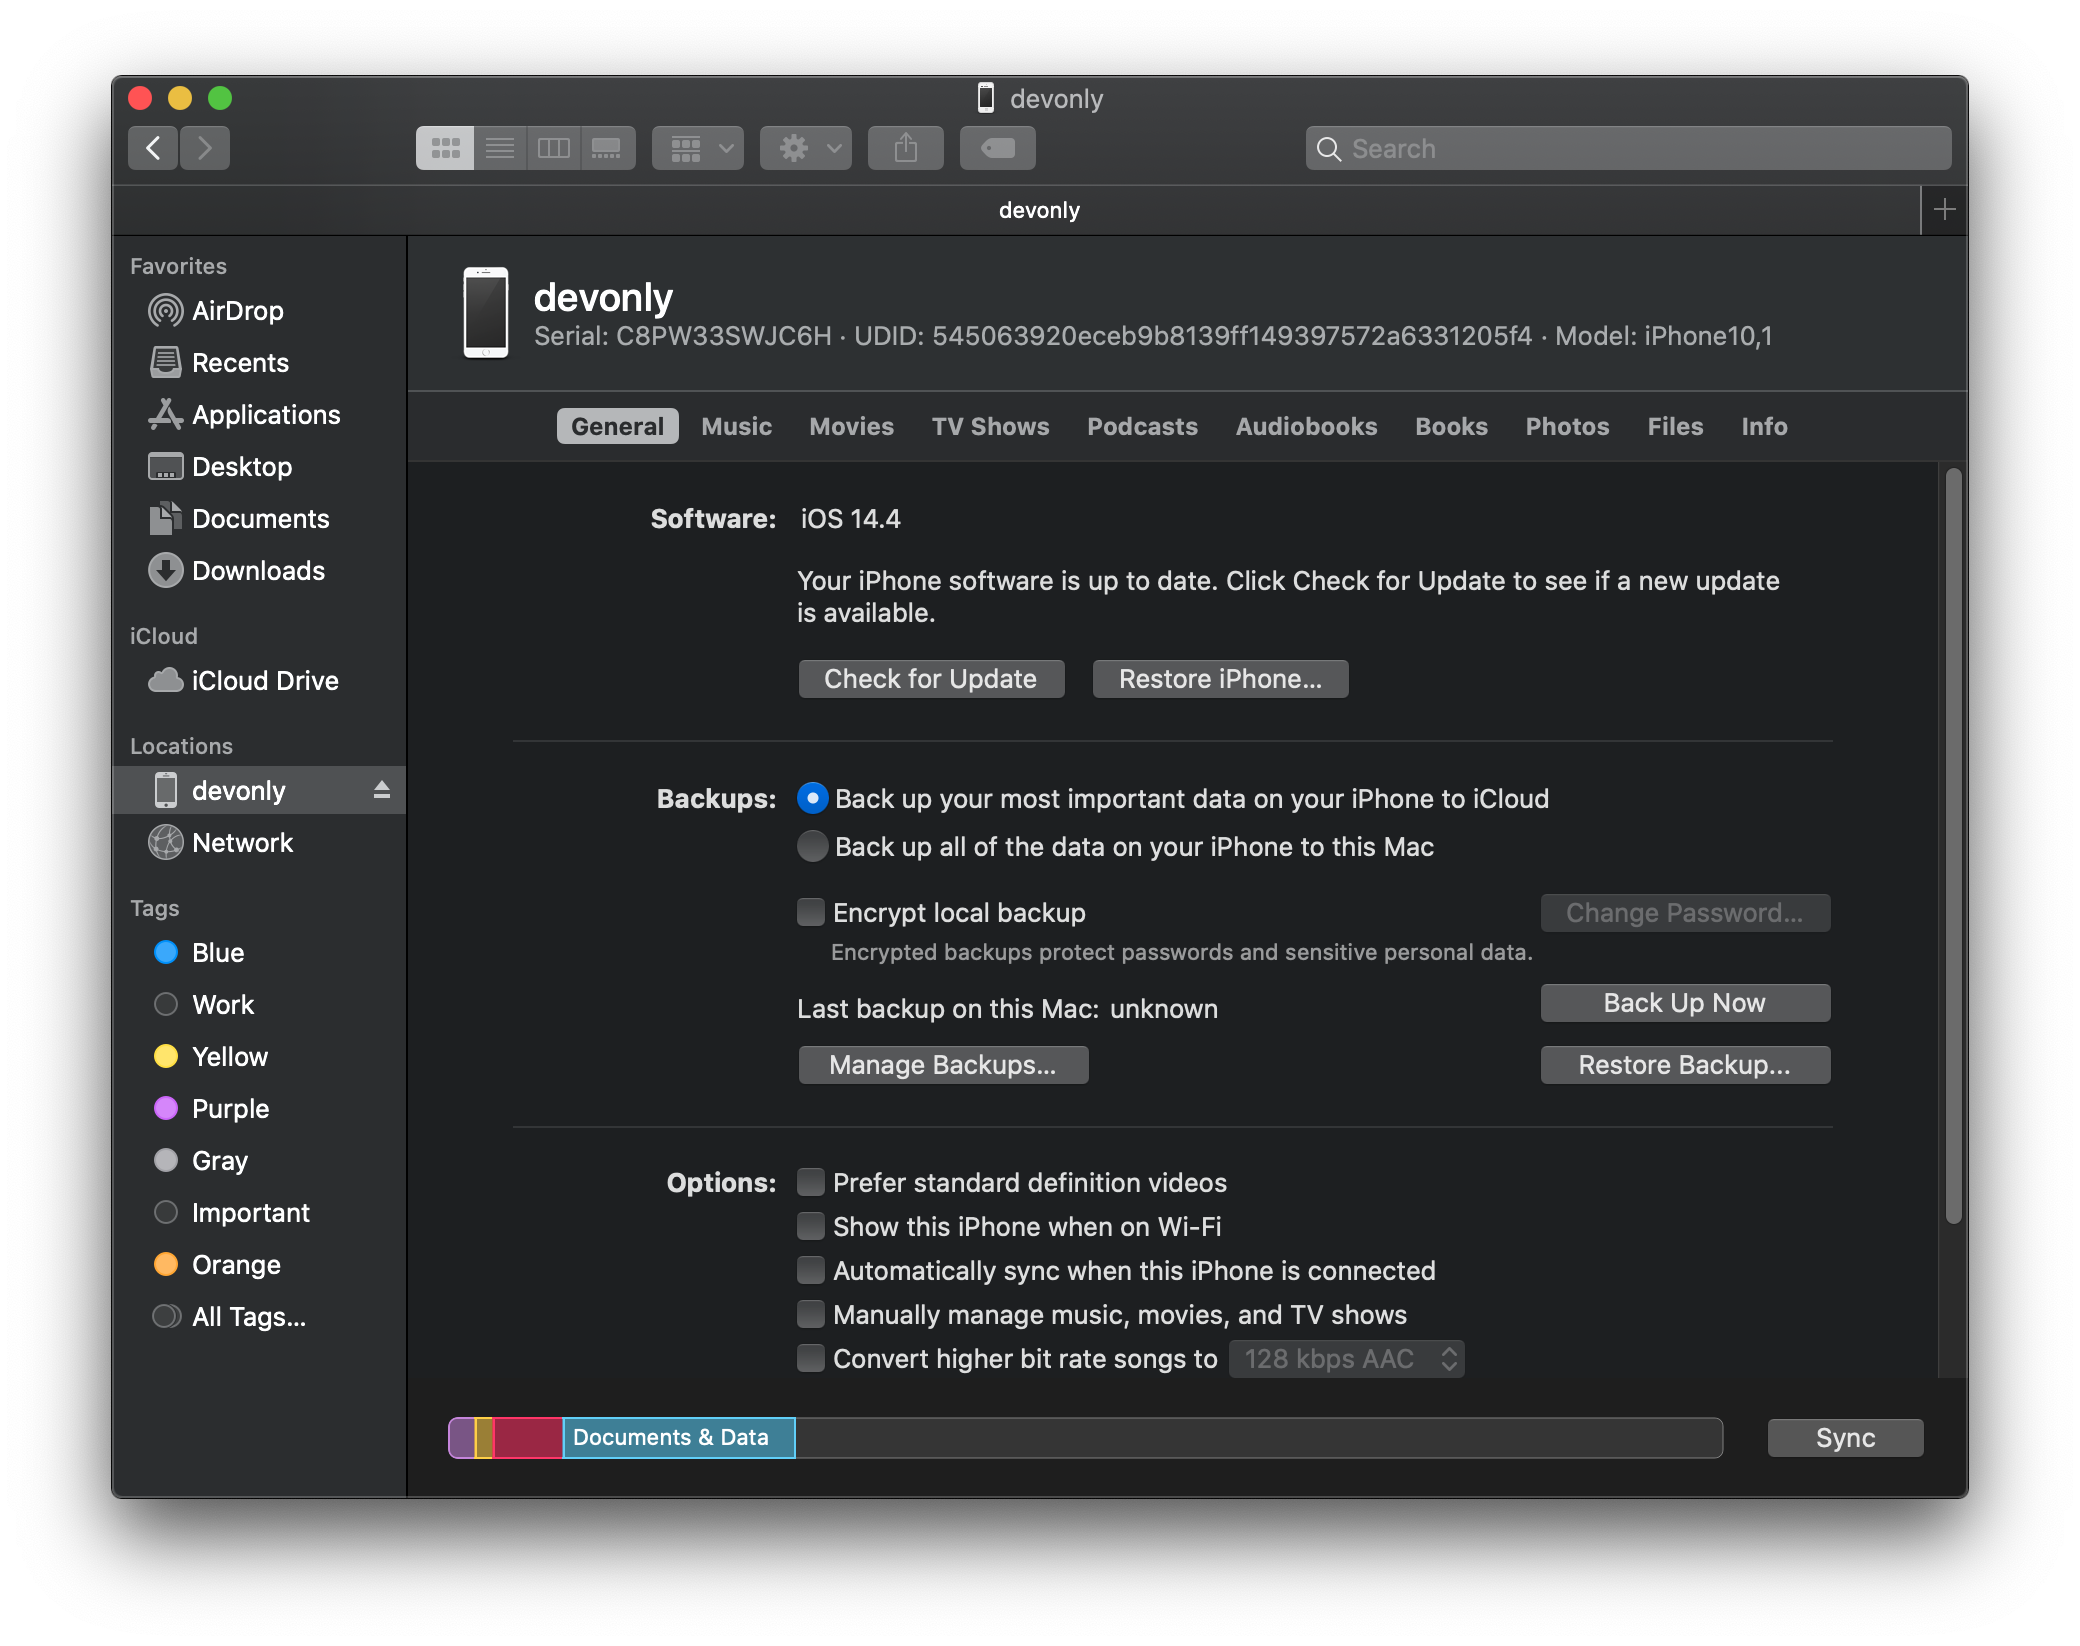 devonly
Search
devonly
Favorites
AirDrop
Recents
Applications
Desktop
Documents
Downloads
iCloud
iCloud Drive
Locations
devonly
Network
Tags
Blue
Work
Yellow
Purple
Gray
Important
Orange
All Tags...
devonly
Serial: C8PW33SWJC6H · UDID: 545063920eceb9b8139ff149397572a6331205f4 · Model: iPhone10,1
General Music Movies TV Shows Podcasts Audiobooks Books Photos Files Info
Software: iOS 14.4
Your iPhone software is up to date. Click Check for Update to see if a new update
is available.
Check for Update Restore iPhone...
Backups: Back up your most important data on your iPhone to iCloud
Back up all of the data on your iPhone to this Mac
Encrypt local backup Change Password...
Encrypted backups protect passwords and sensitive personal data.
Last backup on this Mac: unknown Back Up Now
Manage Backups... Restore Backup...
Options: Prefer standard definition videos
Show this iPhone when on Wi-Fi
Automatically sync when this iPhone is connected
Manually manage music, movies, and TV shows
Convert higher bit rate songs to 128 kbps AAC
Documents & Data Sync